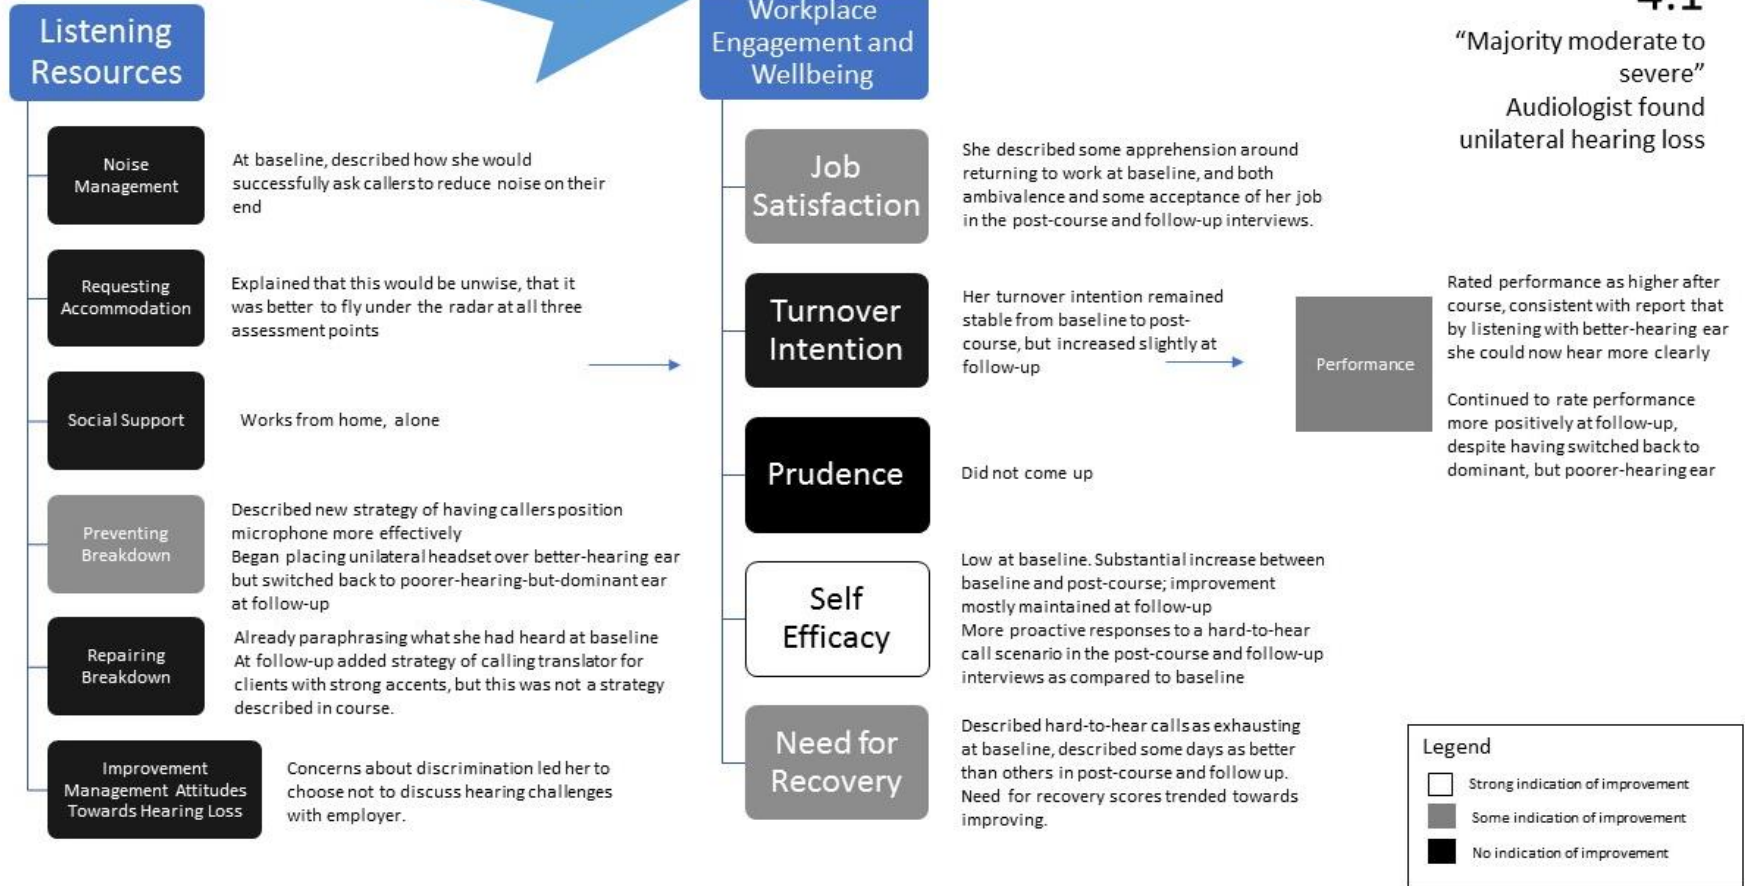 Listening
Resources
Noise
Management
At baseline, described how she would
successfully ask callers to reduce noise on their
end
Requesting
Accommodation
Explained that this would be unwise, that it
was better to fly under the radar at all three
assessment points
Social Support
Works from home, alone
Preventing
Breakdown
Described new strategy of having callers position
microphone more effectively
Began placing unilateral headset over better-hearing ear
but switched back to poorer-hearing-but-dominant ear
at follow-up
Repairing
Breakdown
Already paraphrasing what she had heard at baseline
At follow-up added strategy of calling translator for
clients with strong accents, but this was not a strategy
described in course.
Improvement
Management Attitudes
Towards Hearing Loss
Concerns about discrimination led her to
choose not to discuss hearing challenges
with employer.
Workplace
Engagement and
Wellbeing
Job
Satisfaction
She described some apprehension around
returning to work at baseline, and both
ambivalence and some acceptance of her job
in the post-course and follow-up interviews.
Turnover
Intention
Her turnover intention remained
stable from baseline to post-
course, but increased slightly at
follow-up
Prudence
Did not come up
Self
Efficacy
Low at baseline. Substantial increase between
baseline and post-course; improvement
mostly maintained at follow-up
More proactive responses to a hard-to-hear
call scenario in the post-course and follow-up
interviews as compared to baseline
Need for
Recovery
Described hard-to-hear calls as exhausting
at baseline, described some days as better
than others in post-course and follow up.
Need for recovery scores trended towards
improving.
4.1
“Majority moderate to
severe”
Audiologist found
unilateral hearing loss
Performance
Rated performance as higher after
course, consistent with report that
by listening with better-hearing ear
she could now hear more clearly
Continued to rate performance
more positively at follow-up,
despite having switched back to
dominant, but poorer-hearing ear
Legend
Strong indication of improvement
Some indication of improvement
No indication of improvement